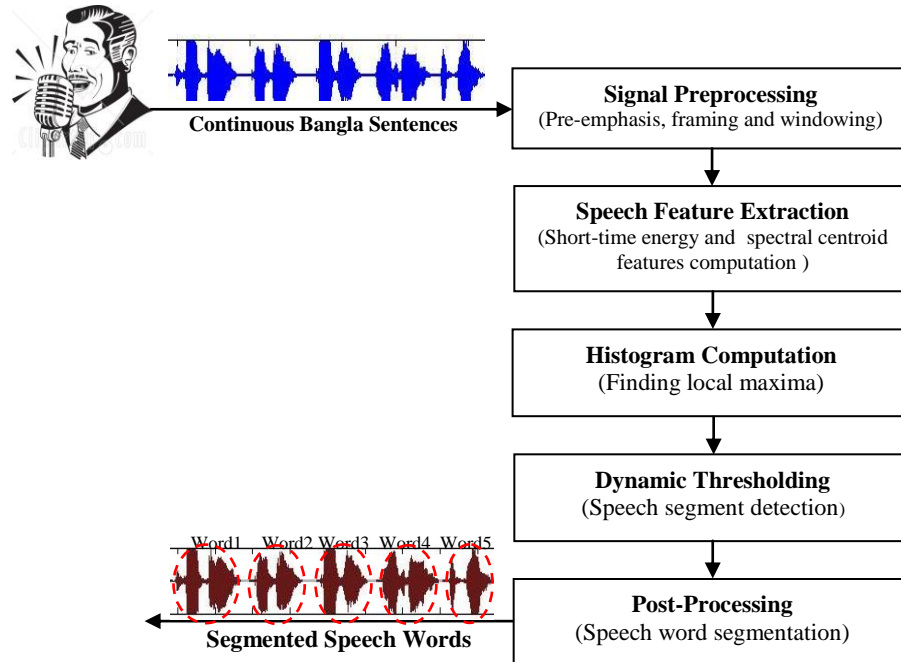 Continuous Bangla Sentences
Signal Preprocessing
(Pre-emphasis, framing and windowing)
Speech Feature Extraction
(Short-time energy and spectral centroid
features computation )
Histogram Computation
(Finding local maxima)
Dynamic Thresholding
(Speech segment detection)
Word1 Word2 Word3 Word4 Word5
Segmented Speech Words
Post-Processing
(Speech word segmentation)